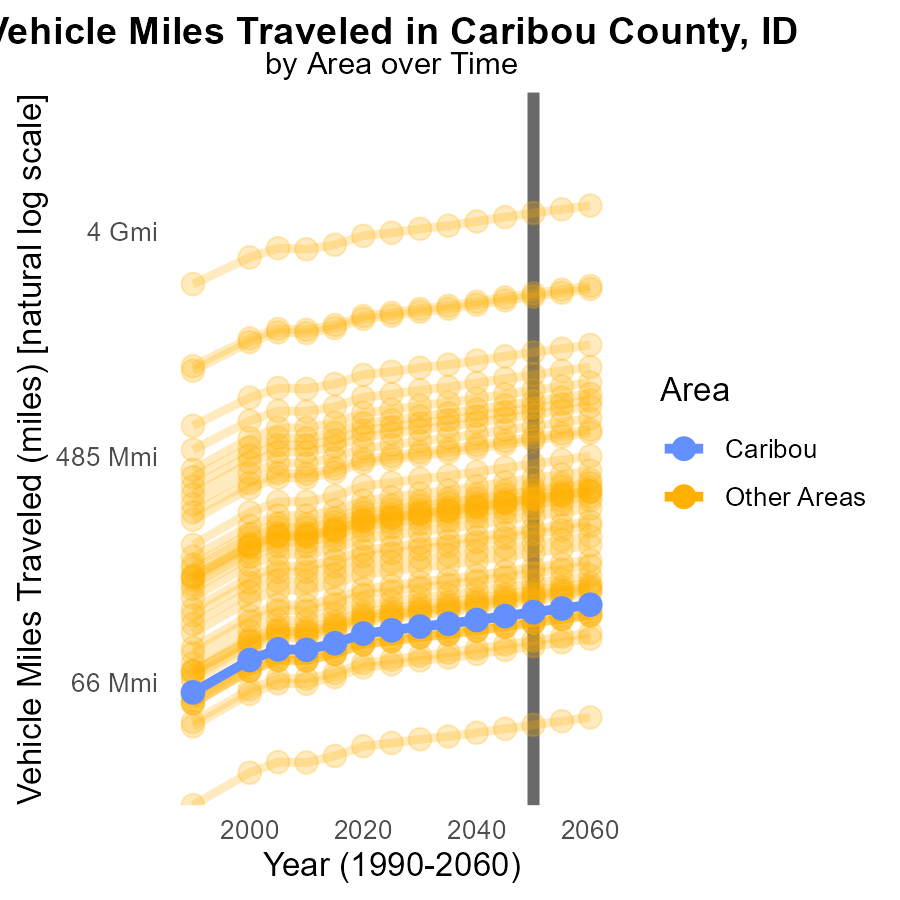 Vehicle Miles Traveled in Caribou County, ID
by Area over Time
Vehicle Miles Traveled (miles) [natural log scale]
4 Gmi
485 Mmi
66 Mmi
2000 2020 2040 2060
Year (1990-2060)
Area
Caribou
Other Areas